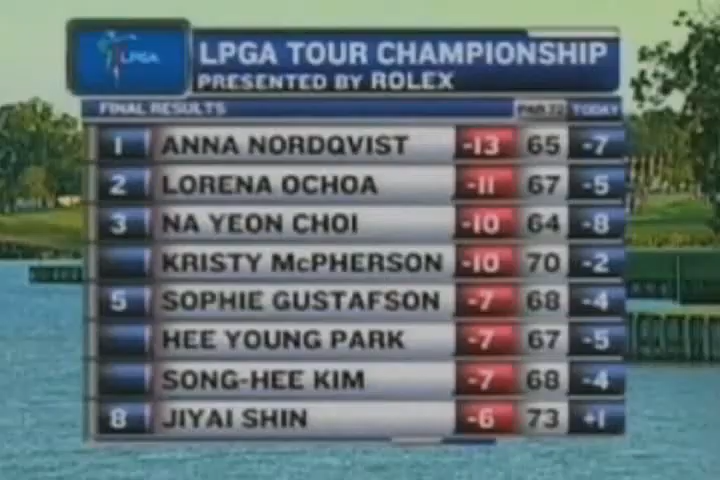 LPGA
LPGA TOUR CHAMPIONSHIP
PRESENTED BY ROLEX
FINAL RESULTS PAR 72 TODAY
1 ANNA NORDQVIST -13 65 -7
2 LORENA OCHOA -11 67 -5
3 NA YEON CHOI -10 64 -8
KRISTY McPHERSON -10 70 -2
5 SOPHIE GUSTAFSON -7 68 -4
HEE YOUNG PARK -7 67 -5
SONG-HEE KIM -7 68 -4
8 JIYAI SHIN -6 73 +1